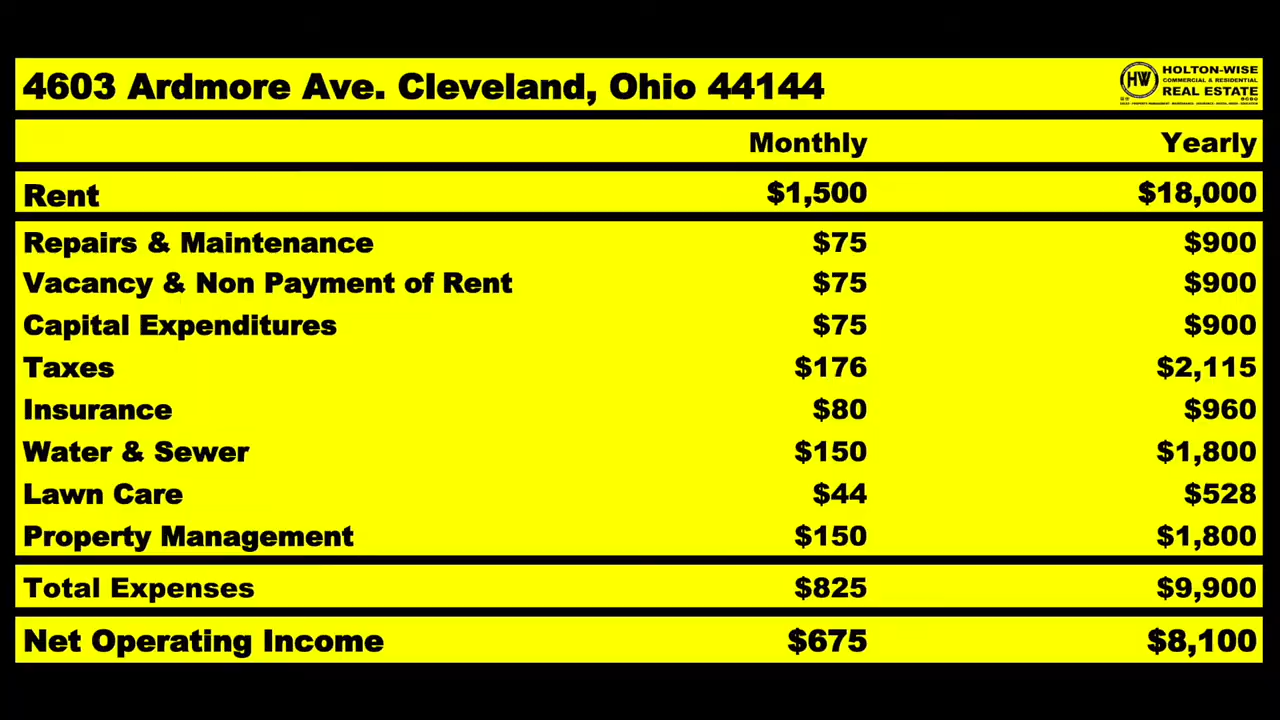 4603 Ardmore Ave. Cleveland, Ohio 44144
HW
HOLTON-WISE
COMMERCIAL & RESIDENTIAL
REAL ESTATE
Monthly Yearly
Rent $1,500 $18,000
Repairs & Maintenance $75 $900
Vacancy & Non Payment of Rent $75 $900
Capital Expenditures $75 $900
Taxes $176 $2,115
Insurance $80 $960
Water & Sewer $150 $1,800
Lawn Care $44 $528
Property Management $150 $1,800
Total Expenses $825 $9,900
Net Operating Income $675 $8,100